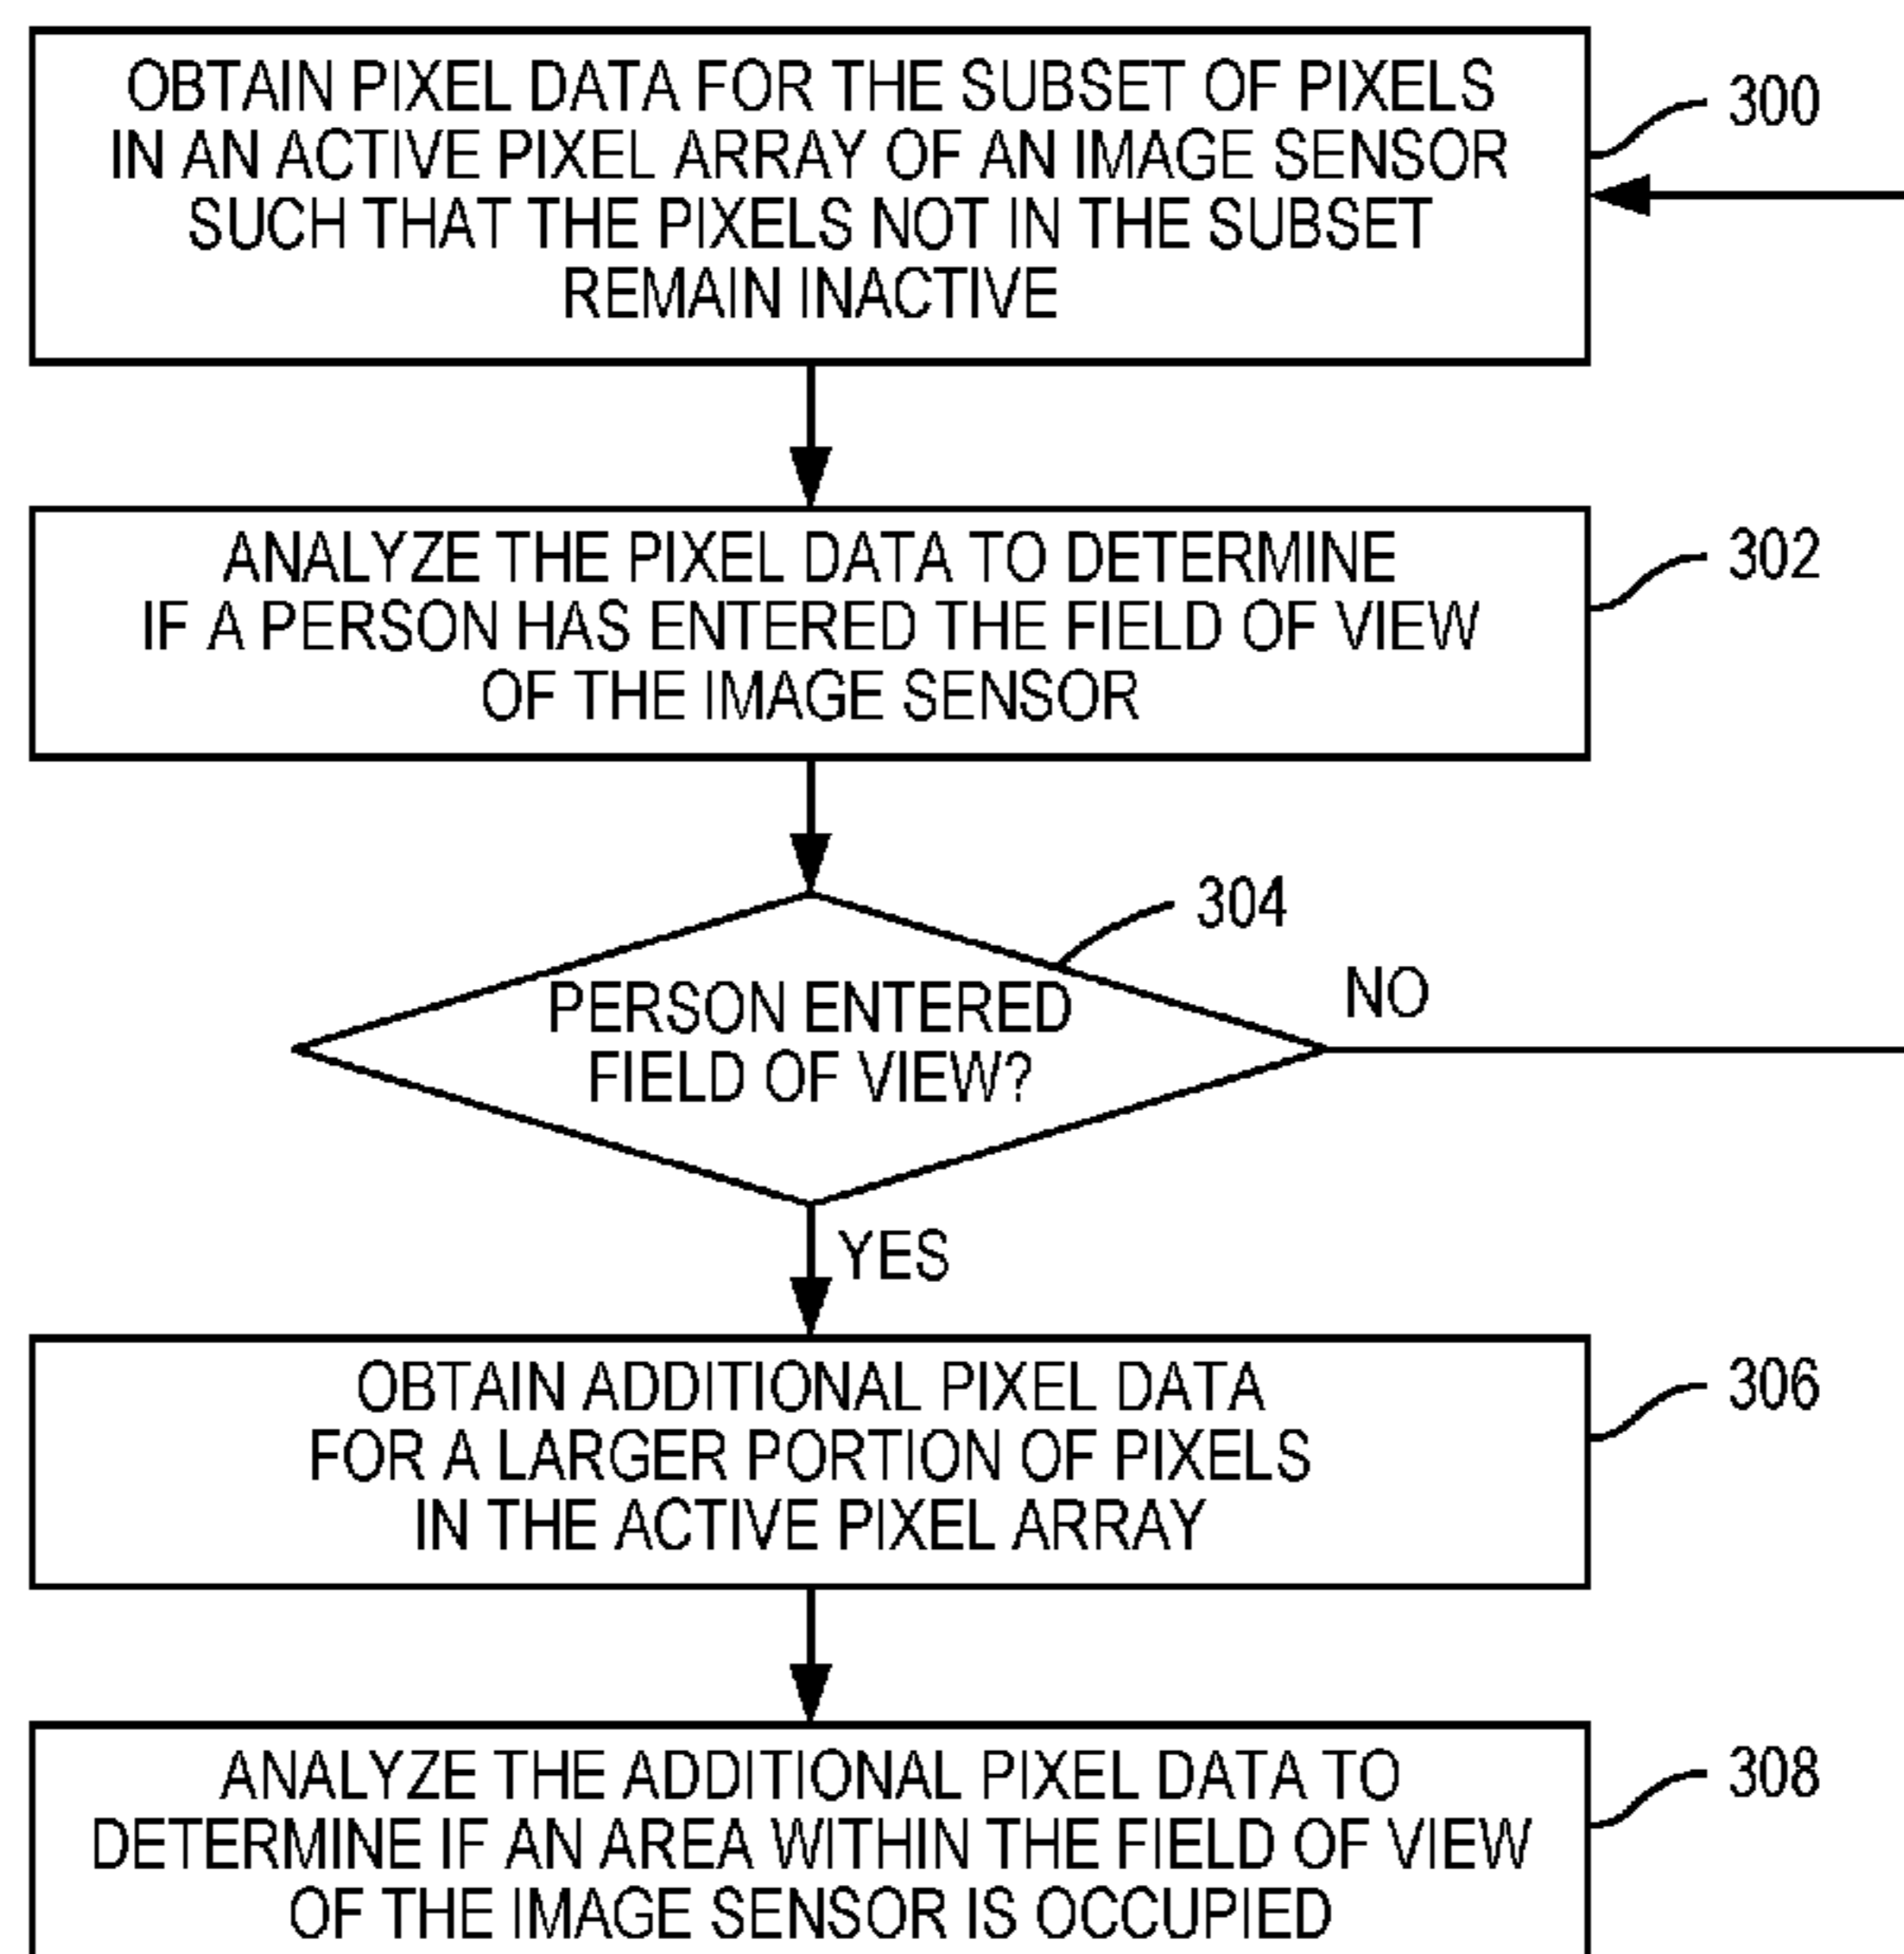 OBTAIN PIXEL DATA FOR THE SUBSET OF PIXELS
IN AN ACTIVE PIXEL ARRAY OF AN IMAGE SENSOR
SUCH THAT THE PIXELS NOT IN THE SUBSET
REMAIN INACTIVE
300
ANALYZE THE PIXEL DATA TO DETERMINE
IF A PERSON HAS ENTERED THE FIELD OF VIEW
OF THE IMAGE SENSOR
302
304
PERSON ENTERED
FIELD OF VIEW?
NO
YES
OBTAIN ADDITIONAL PIXEL DATA
FOR A LARGER PORTION OF PIXELS
IN THE ACTIVE PIXEL ARRAY
306
ANALYZE THE ADDITIONAL PIXEL DATA TO
DETERMINE IF AN AREA WITHIN THE FIELD OF VIEW
OF THE IMAGE SENSOR IS OCCUPIED
308